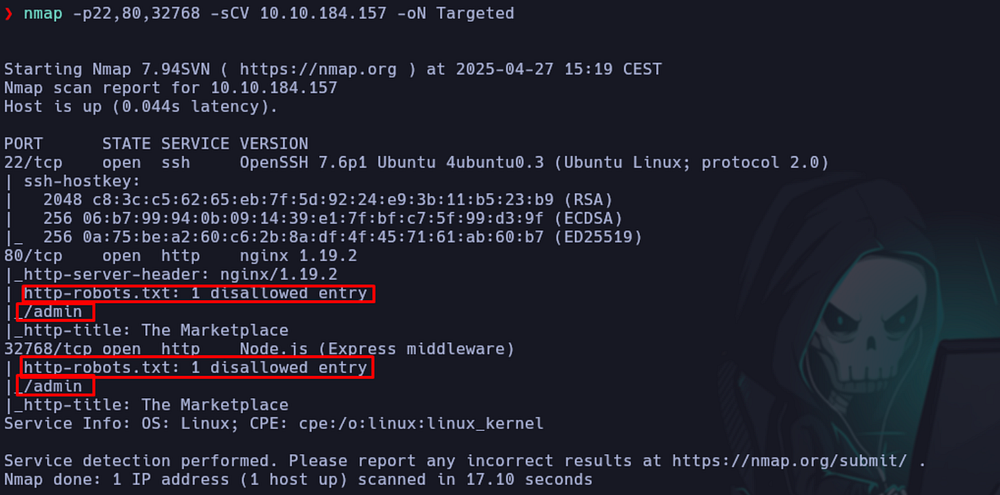 ❯ nmap -p22,80,32768 -sCV 10.10.184.157 -oN Targeted
Starting Nmap 7.94SVN ( https://nmap.org ) at 2025-04-27 15:19 CEST
Nmap scan report for 10.10.184.157
Host is up (0.044s latency).
PORT      STATE SERVICE VERSION
22/tcp    open  ssh     OpenSSH 7.6p1 Ubuntu 4ubuntu0.3 (Ubuntu Linux; protocol 2.0)
| ssh-hostkey:
|   2048 c8:3c:c5:62:65:eb:7f:5d:92:24:e9:3b:11:b5:23:b9 (RSA)
|   256 06:b7:99:94:0b:09:14:39:e1:7f:bf:c7:5f:99:d3:9f (ECDSA)
|_  256 0a:75:be:a2:60:c6:2b:8a:df:4f:45:71:61:ab:60:b7 (ED25519)
80/tcp    open  http    nginx 1.19.2
|_http-server-header: nginx/1.19.2
| http-robots.txt: 1 disallowed entry
|_/admin
|_http-title: The Marketplace
32768/tcp open  http    Node.js (Express middleware)
| http-robots.txt: 1 disallowed entry
|_/admin
|_http-title: The Marketplace
Service Info: OS: Linux; CPE: cpe:/o:linux:linux_kernel
Service detection performed. Please report any incorrect results at https://nmap.org/submit/ .
Nmap done: 1 IP address (1 host up) scanned in 17.10 seconds